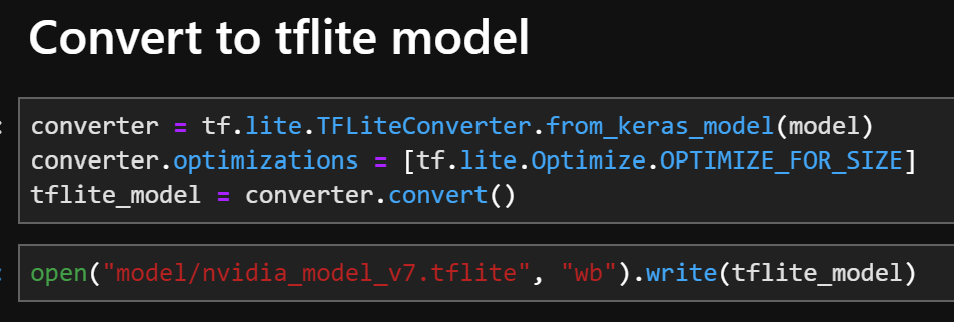 Convert to tflite model
: converter = tf.lite.TFLiteConverter.from_keras_model(model)
converter.optimizations = [tf.lite.Optimize.OPTIMIZE_FOR_SIZE]
tflite_model = converter.convert()
: open("model/nvidia_model_v7.tflite", "wb").write(tflite_model)